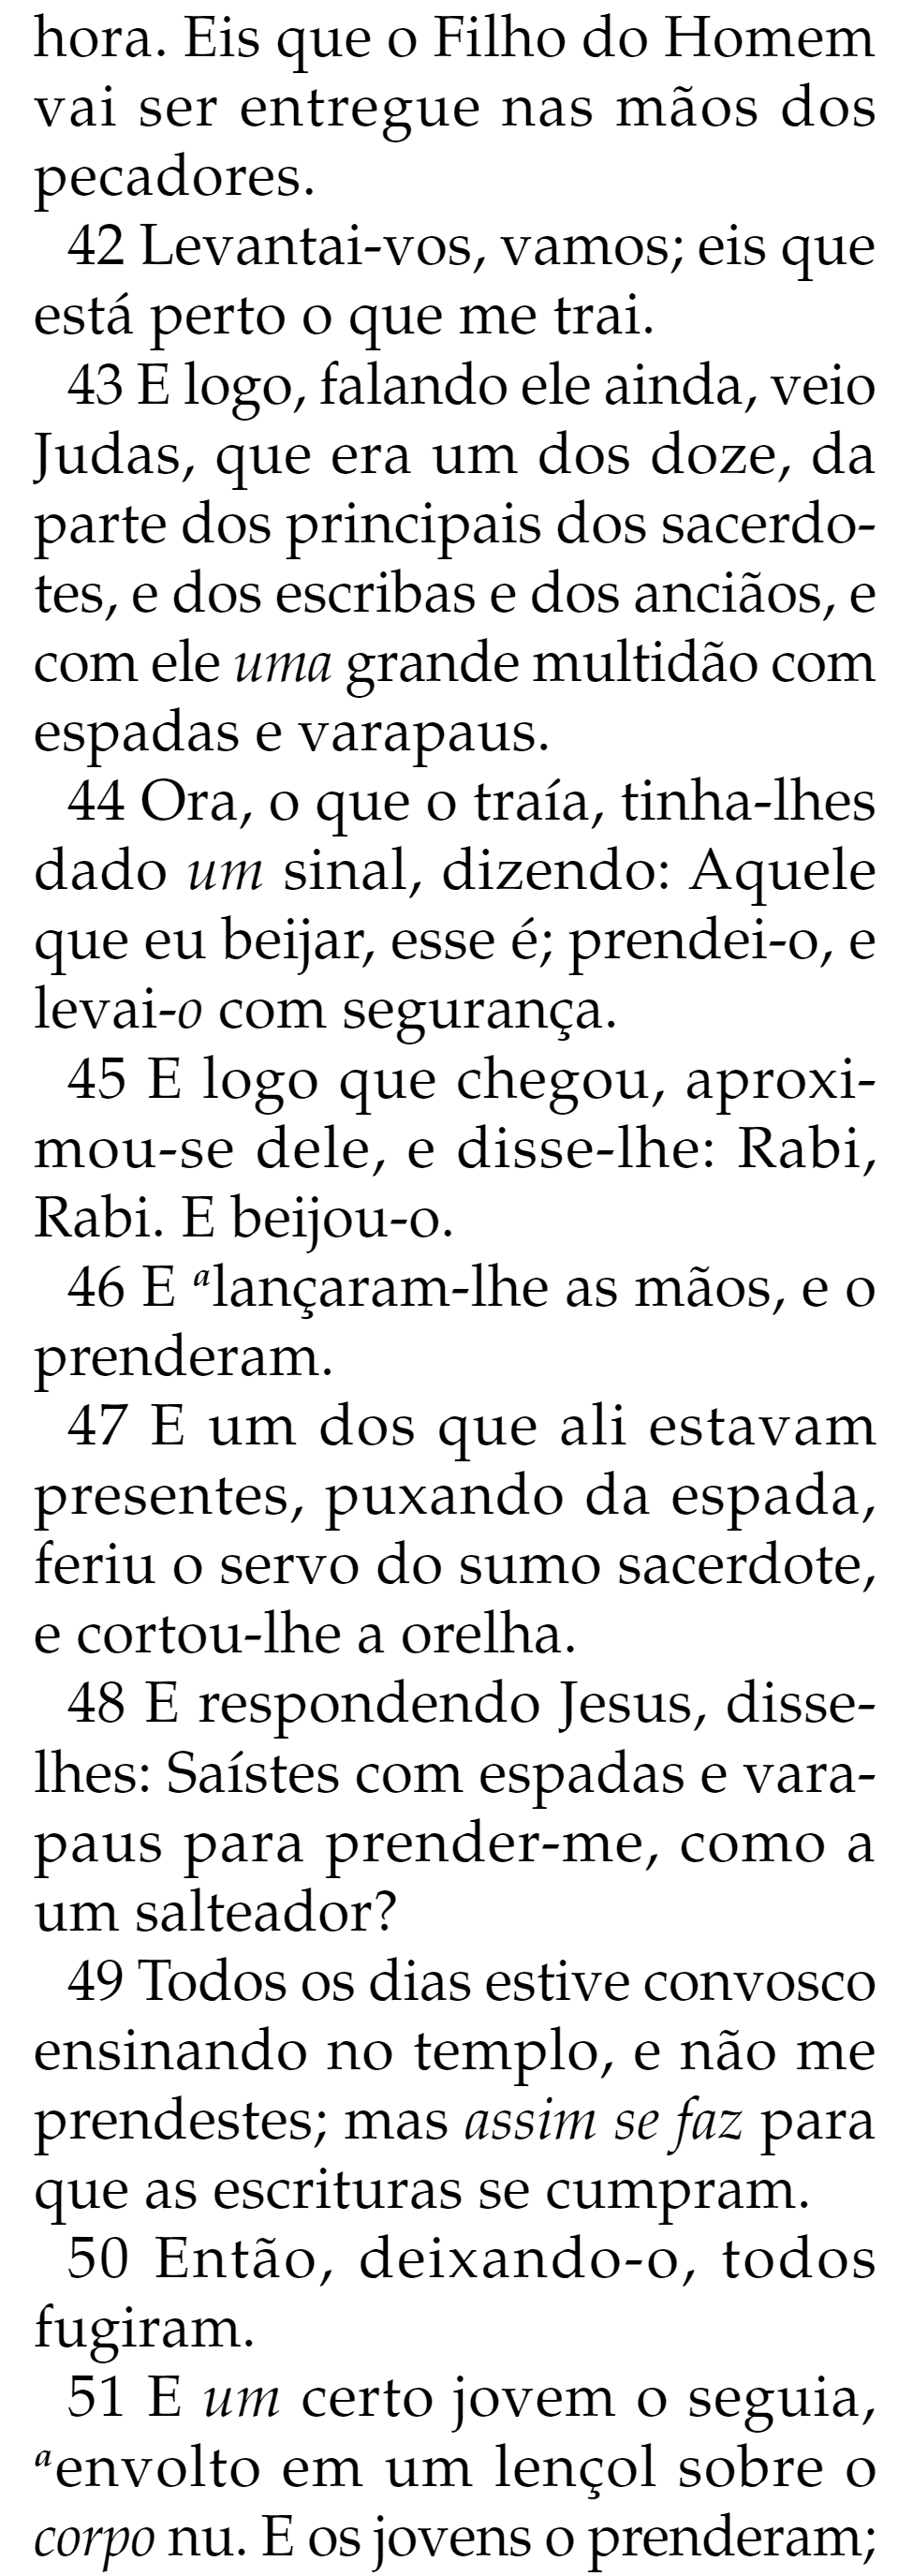 hora. Eis que o Filho do Homem
vai ser entregue nas mãos dos
pecadores.
42 Levantai-vos, vamos; eis que
está perto o que me trai.
43 E logo, falando ele ainda, veio
Judas, que era um dos doze, da
parte dos principais dos sacerdo-
tes, e dos escribas e dos anciãos, e
com ele uma grande multidão com
espadas e varapaus.
44 Ora, o que o traía, tinha-lhes
dado um sinal, dizendo: Aquele
que eu beijar, esse é; prendei-o, e
levai-o com segurança.
45 E logo que chegou, aproxi-
mou-se dele, e disse-lhe: Rabi,
Rabi. E beijou-o.
46 E ᵃlançaram-lhe as mãos, e o
prenderam.
47 E um dos que ali estavam
presentes, puxando da espada,
feriu o servo do sumo sacerdote,
e cortou-lhe a orelha.
48 E respondendo Jesus, disse-
lhes: Saístes com espadas e vara-
paus para prender-me, como a
um salteador?
49 Todos os dias estive convosco
ensinando no templo, e não me
prendestes; mas assim se faz para
que as escrituras se cumpram.
50 Então, deixando-o, todos
fugiram.
51 E um certo jovem o seguia,
ᵃenvolto em um lençol sobre o
corpo nu. E os jovens o prenderam;